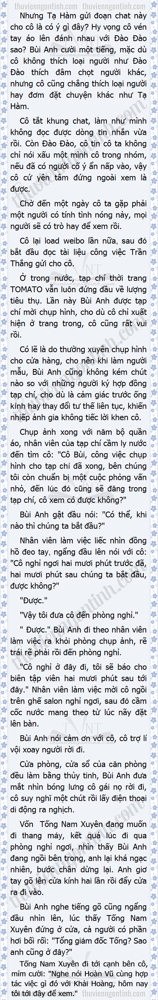 thuvienngontinh.com thuvienngontinh.com
Nhưng Tạ Hàm gửi đoạn chat này
cho cô là có ý gì đây? Hy vọng cô vén
tay áo lên đánh nhau với Đào Đào
sao? Bùi Anh cười một tiếng, mặc dù
cô không thích loại người như Đào
Đào thích đâm chọt người khác,
nhưng cô cũng chẳng thích loại người
hay đơm đặt chuyện khác như Tạ
Hàm.
Cô tắt khung chat, làm như mình
không đọc được dòng tin nhắn vừa
rồi. Còn Đào Đào, cô tin cô ta không
chỉ nói xấu một mình cô trong nhóm,
nếu đã có người cố ý ẩn nấp vào, vậy
cô cứ yên tâm đứng ngoài xem là
được.
Chờ đến một ngày cô ta gặp phải
một người có tính tình nóng nảy, mọi
người sẽ có trò hay để xem rồi.
Cô lại load weibo lần nữa, sau đó
bắt đầu đọc tài liệu công việc Trần
Thắng gửi cho cô.
Ở trong nước, tạp chí thời trang
TOMATO vẫn luôn đứng đầu về lượng
tiêu thụ. Lần này Bùi Anh được tạp
chí mời chụp hình, cho dù cô chỉ xuất
hiện ở trang trong, cô cũng rất vui
rồi.
Có lẽ là do thường xuyên chụp hình
cho cửa hàng, cho nên khi làm người
mẫu, Bùi Anh cũng không kém chút
nào so với những người ký hợp đồng
tạp chí, cho dù là cảm giác trước ống
kính hay thay đổi tư thế liên tục, khiến
nhiếp ảnh gia không tiếc lời khen cô.
Chụp ảnh xong với năm bộ quần
áo, nhân viên của tạp chí cầm ly nước
đến tìm cô: "Cô Bùi, công việc chụp
hình cho tạp chí đã xong, bên chúng
tôi còn chuẩn bị một cuộc phỏng vấn
nhỏ, đến lúc đó cũng sẽ đăng trong
tạp chí, cô xem có được không?"
Bùi Anh gật đầu nói: "Có thể, khi
nào thì chúng ta bắt đầu?"
Nhân viên làm việc liếc nhìn đồng
hồ đeo tay, ngẩng đầu lên nói với cô:
"Cô nghỉ ngơi hai mươi phút trước đã,
hai mươi phút sau chúng ta bắt đầu,
được không?"
"Được."
"Vậy tôi đưa cô đến phòng nghỉ."
" Được." Bùi Anh đi theo nhân viên
làm việc ra khỏi phòng chụp ảnh, rẽ
trái rẽ phải rồi đến phòng nghỉ.
"Cô nghỉ ở đây đi, tôi sẽ báo cho
biên tập viên hai mươi phút sau tới
đây." Nhân viên làm việc mời cô ngồi
trên ghế salon nghỉ ngơi, sau đó cầm
cốc nước mang theo từ lúc nãy đặt
lên bàn.
Bùi Anh nói cảm ơn với cô, cô trợ lí
vội xoay người rời đi.
Cửa phòng, cửa sổ của căn phòng
đều làm bằng thủy tinh, Bùi Anh đưa
mắt nhìn bóng lưng cô gái nọ rời đi,
cô suy nghĩ một chút rồi lấy điện thoại
di động ra nghịch.
Vốn Tống Nam Xuyên đang muốn
đi thang máy, kết quả lúc đi qua
phòng nghỉ ngơi, nhìn thấy Bùi Anh
đang ngồi bên trong, anh lại khá ngạc
nhiên, bước chân dừng lại. Anh giơ
tay gõ lên cửa kính hai lần rồi đẩy cửa
ra đi vào.
Bùi Anh nghe tiếng gõ cũng ngẩng
đầu nhìn lên, lúc thấy Tống Nam
Xuyên đứng ở cửa, cả người có phần
hơi bối rối: "Tổng giám đốc Tống? Sao
anh cũng ở đây?"
Tống Nam Xuyên đi tới cạnh bên cô,
mỉm cười: "Nghe nói Hoàn Vũ cùng hợp
tác việc gì đó với Khải Hoàng, hôm nay
tôi tới đây để xem."
thuvienngontinh.com thuvienngontinh.com